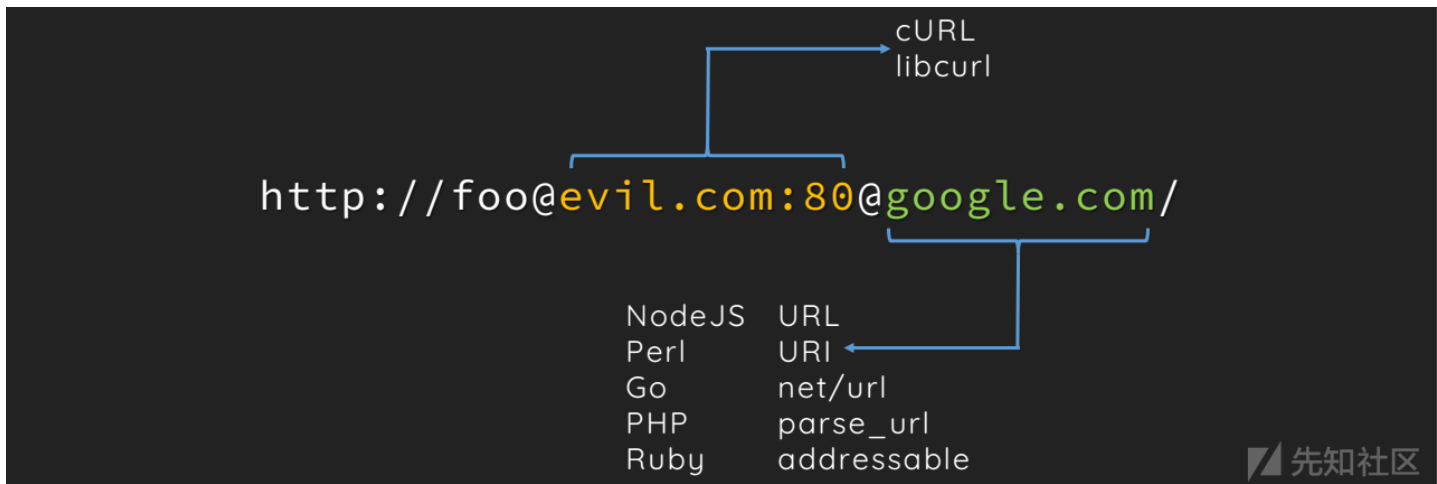 cURL
libcurl
http://foo@evil.com:80@google.com/
NodeJS URL
Perl URI
Go net/url
PHP parse_url
Ruby addressable
先知社区